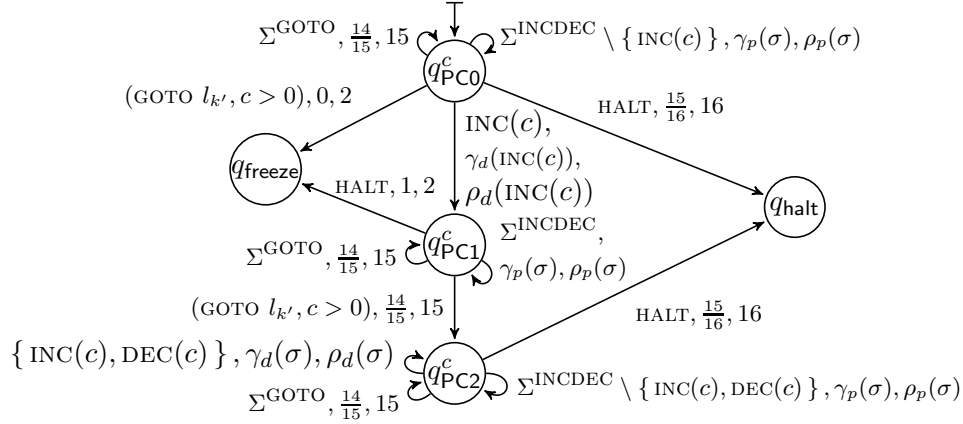 Σ^GOTO, 14/15, 15
Σ^INCDEC \ { INC(c) }, γ_p(σ), ρ_p(σ)
q^c_PC0
(GOTO l_k′, c > 0), 0, 2
HALT, 15/16, 16
INC(c),
γ_d(INC(c)),
ρ_d(INC(c))
q_freeze
HALT, 1, 2
q_halt
Σ^GOTO, 14/15, 15
q^c_PC1
Σ^INCDEC,
γ_p(σ), ρ_p(σ)
(GOTO l_k′, c > 0), 14/15, 15
HALT, 15/16, 16
{ INC(c), DEC(c) }, γ_d(σ), ρ_d(σ)
q^c_PC2
Σ^GOTO, 14/15, 15
Σ^INCDEC \ { INC(c), DEC(c) }, γ_p(σ), ρ_p(σ)